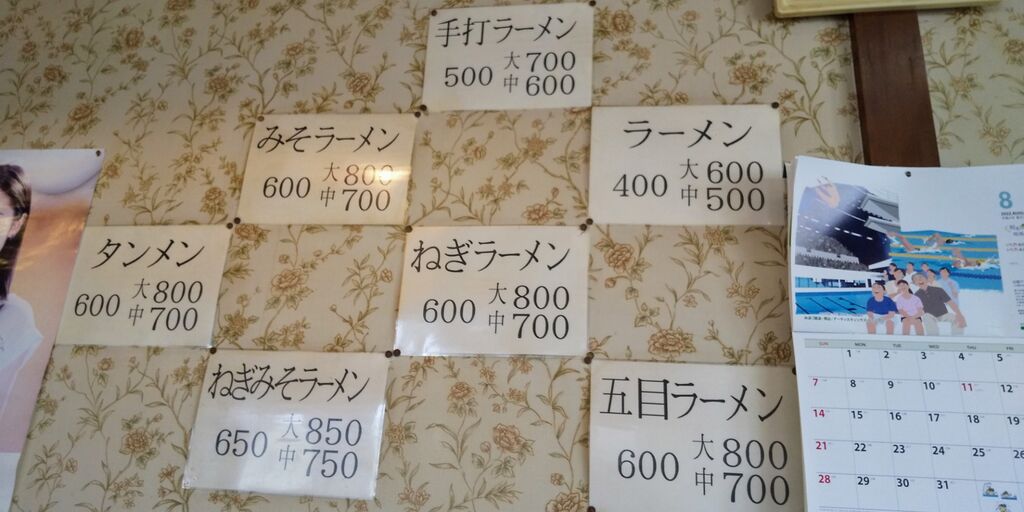 手打ラーメン
500 大700
中600
みそラーメン
600 大800
中700
ラーメン
400 大600
中500
タンメン
600 大800
中700
ねぎラーメン
600 大800
中700
ねぎみそラーメン
650 大850
中750
五目ラーメン
600 大800
中700
8
SUN MON TUE WED THU FRI
1 2 3 4 5
7 8 9 10 11 12
14 15 16 17 18 19
21 22 23 24 25 26
28 29 30 31